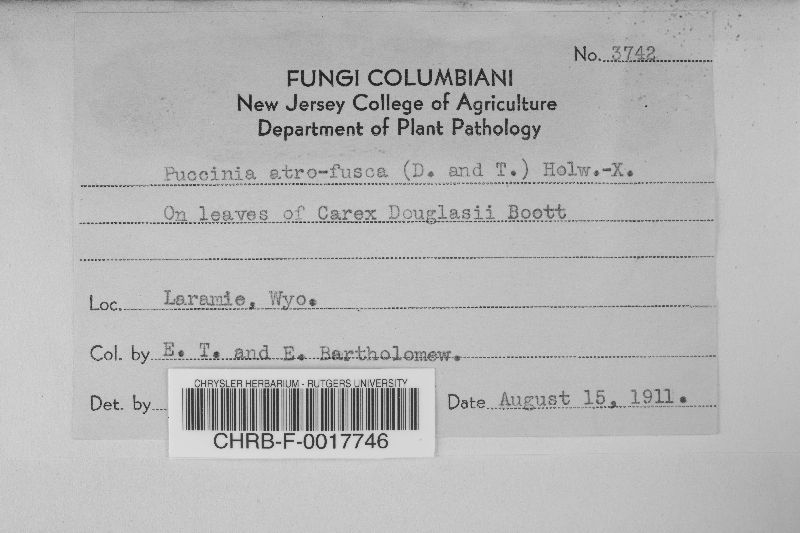 No. 3742
FUNGI COLUMBIANI
New Jersey College of Agriculture
Department of Plant Pathology
Puccinia atro-fusca (D. and T.) Holw.-X.
On leaves of Carex Douglasii Boott
Loc. Laramie, Wyo.
Col. by E. T. and E. Bartholomew.
Det. by
Date August 15, 1911.
CHRYSLER HERBARIUM - RUTGERS UNIVERSITY
CHRB-F-0017746